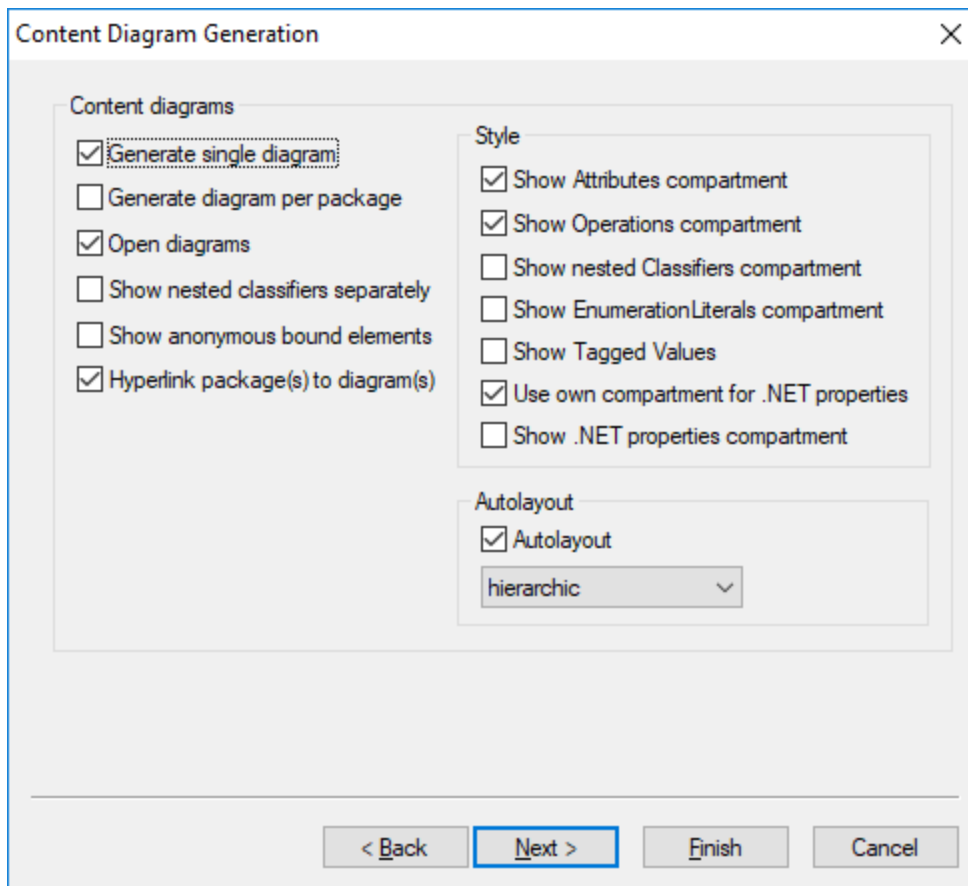 Content Diagram Generation
Content diagrams
Generate single diagram
Generate diagram per package
Open diagrams
Show nested classifiers separately
Show anonymous bound elements
Hyperlink package(s) to diagram(s)
Style
Show Attributes compartment
Show Operations compartment
Show nested Classifiers compartment
Show EnumerationLiterals compartment
Show Tagged Values
Use own compartment for .NET properties
Show .NET properties compartment
Autolayout
Autolayout
hierarchic
< Back
Next >
Finish
Cancel